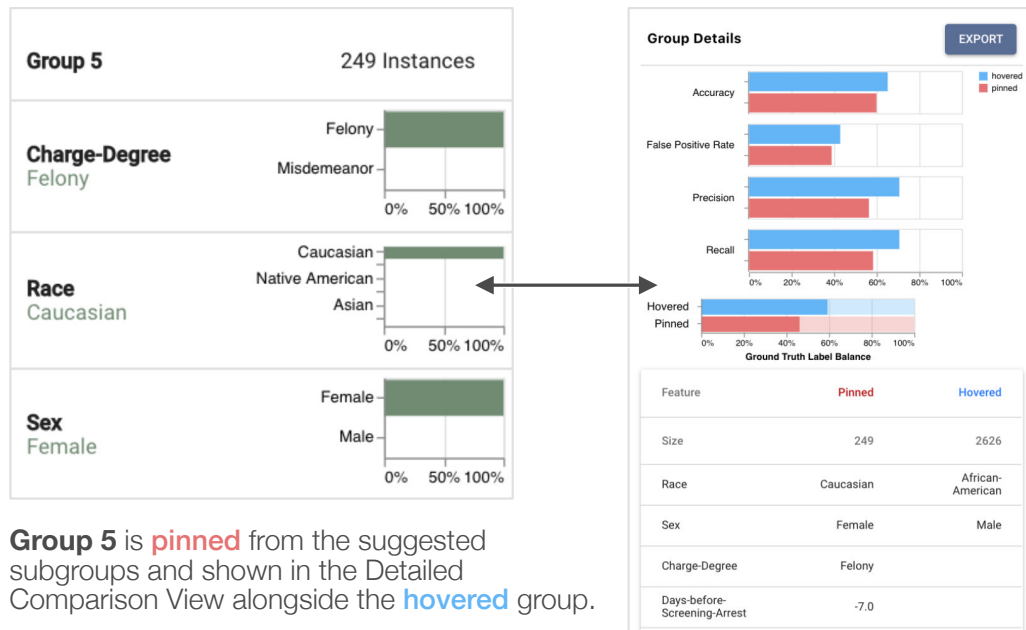 Group 5
249 Instances
Charge-Degree
Felony
Felony
Misdemeanor
0% 50% 100%
Race
Caucasian
Caucasian
Native American
Asian
0% 50% 100%
Sex
Female
Female
Male
0% 50% 100%
Group 5 is pinned from the suggested
subgroups and shown in the Detailed
Comparison View alongside the hovered group.
Group Details
EXPORT
hovered
pinned
Accuracy
False Positive Rate
Precision
Recall
0% 20% 40% 60% 80% 100%
Hovered
Pinned
0% 20% 40% 60% 80% 100%
Ground Truth Label Balance
Feature Pinned Hovered
Size 249 2626
Race Caucasian African-
American
Sex Female Male
Charge-Degree Felony
Days-before-
Screening-Arrest -7.0